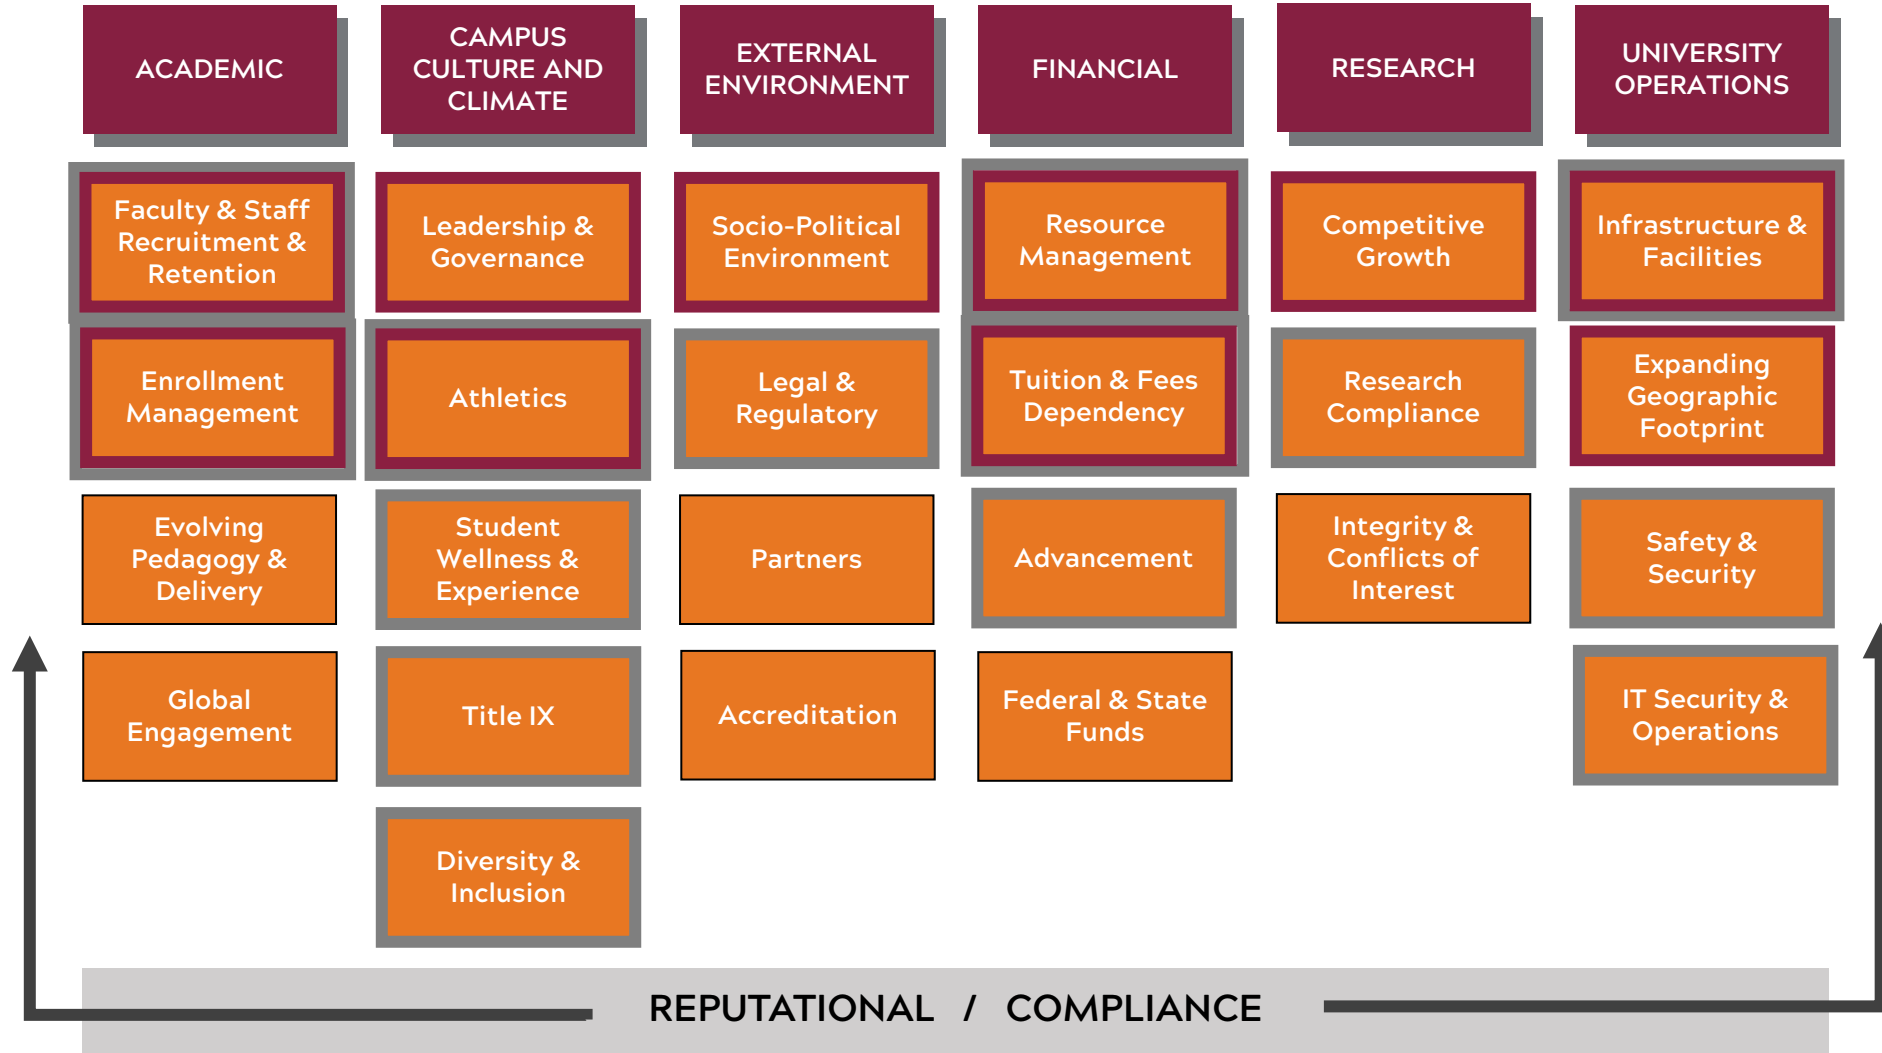 ACADEMIC
CAMPUS
CULTURE AND
CLIMATE
EXTERNAL
ENVIRONMENT
FINANCIAL
RESEARCH
UNIVERSITY
OPERATIONS
Faculty & Staff
Recruitment &
Retention
Leadership &
Governance
Socio-Political
Environment
Resource
Management
Competitive
Growth
Infrastructure &
Facilities
Enrollment
Management
Athletics
Legal &
Regulatory
Tuition & Fees
Dependency
Research
Compliance
Expanding
Geographic
Footprint
Evolving
Pedagogy &
Delivery
Student
Wellness &
Experience
Partners
Advancement
Integrity &
Conflicts of
Interest
Safety &
Security
Global
Engagement
Title IX
Accreditation
Federal & State
Funds
IT Security &
Operations
Diversity &
Inclusion
REPUTATIONAL / COMPLIANCE